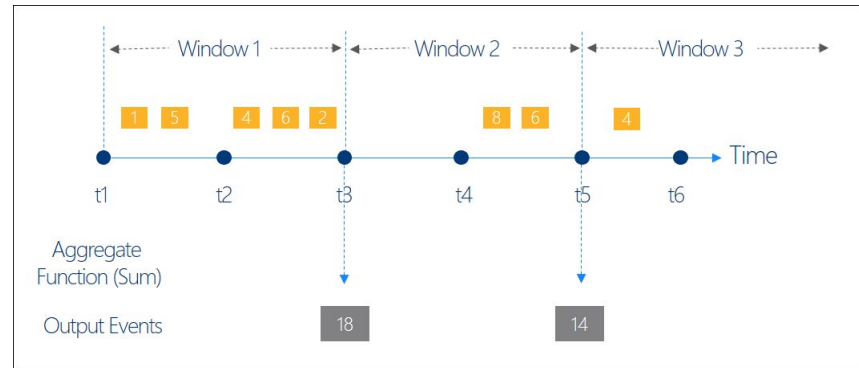 Window 1 Window 2 Window 3
1 5 4 6 2 8 6 4
Time
t1 t2 t3 t4 t5 t6
Aggregate
Function (Sum)
Output Events 18 14